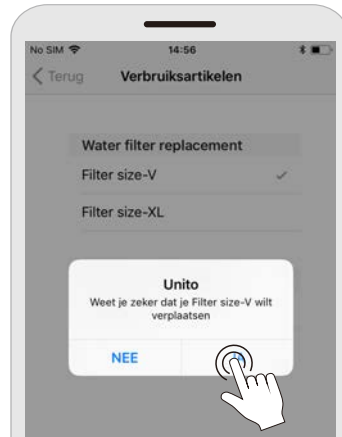 No SIM 14:56
Terug Verbruiksartikelen
Water filter replacement
Filter size-V
Filter size-XL
Unito
Weet je zeker dat je Filter size-V wilt
verplaatsen
NEE